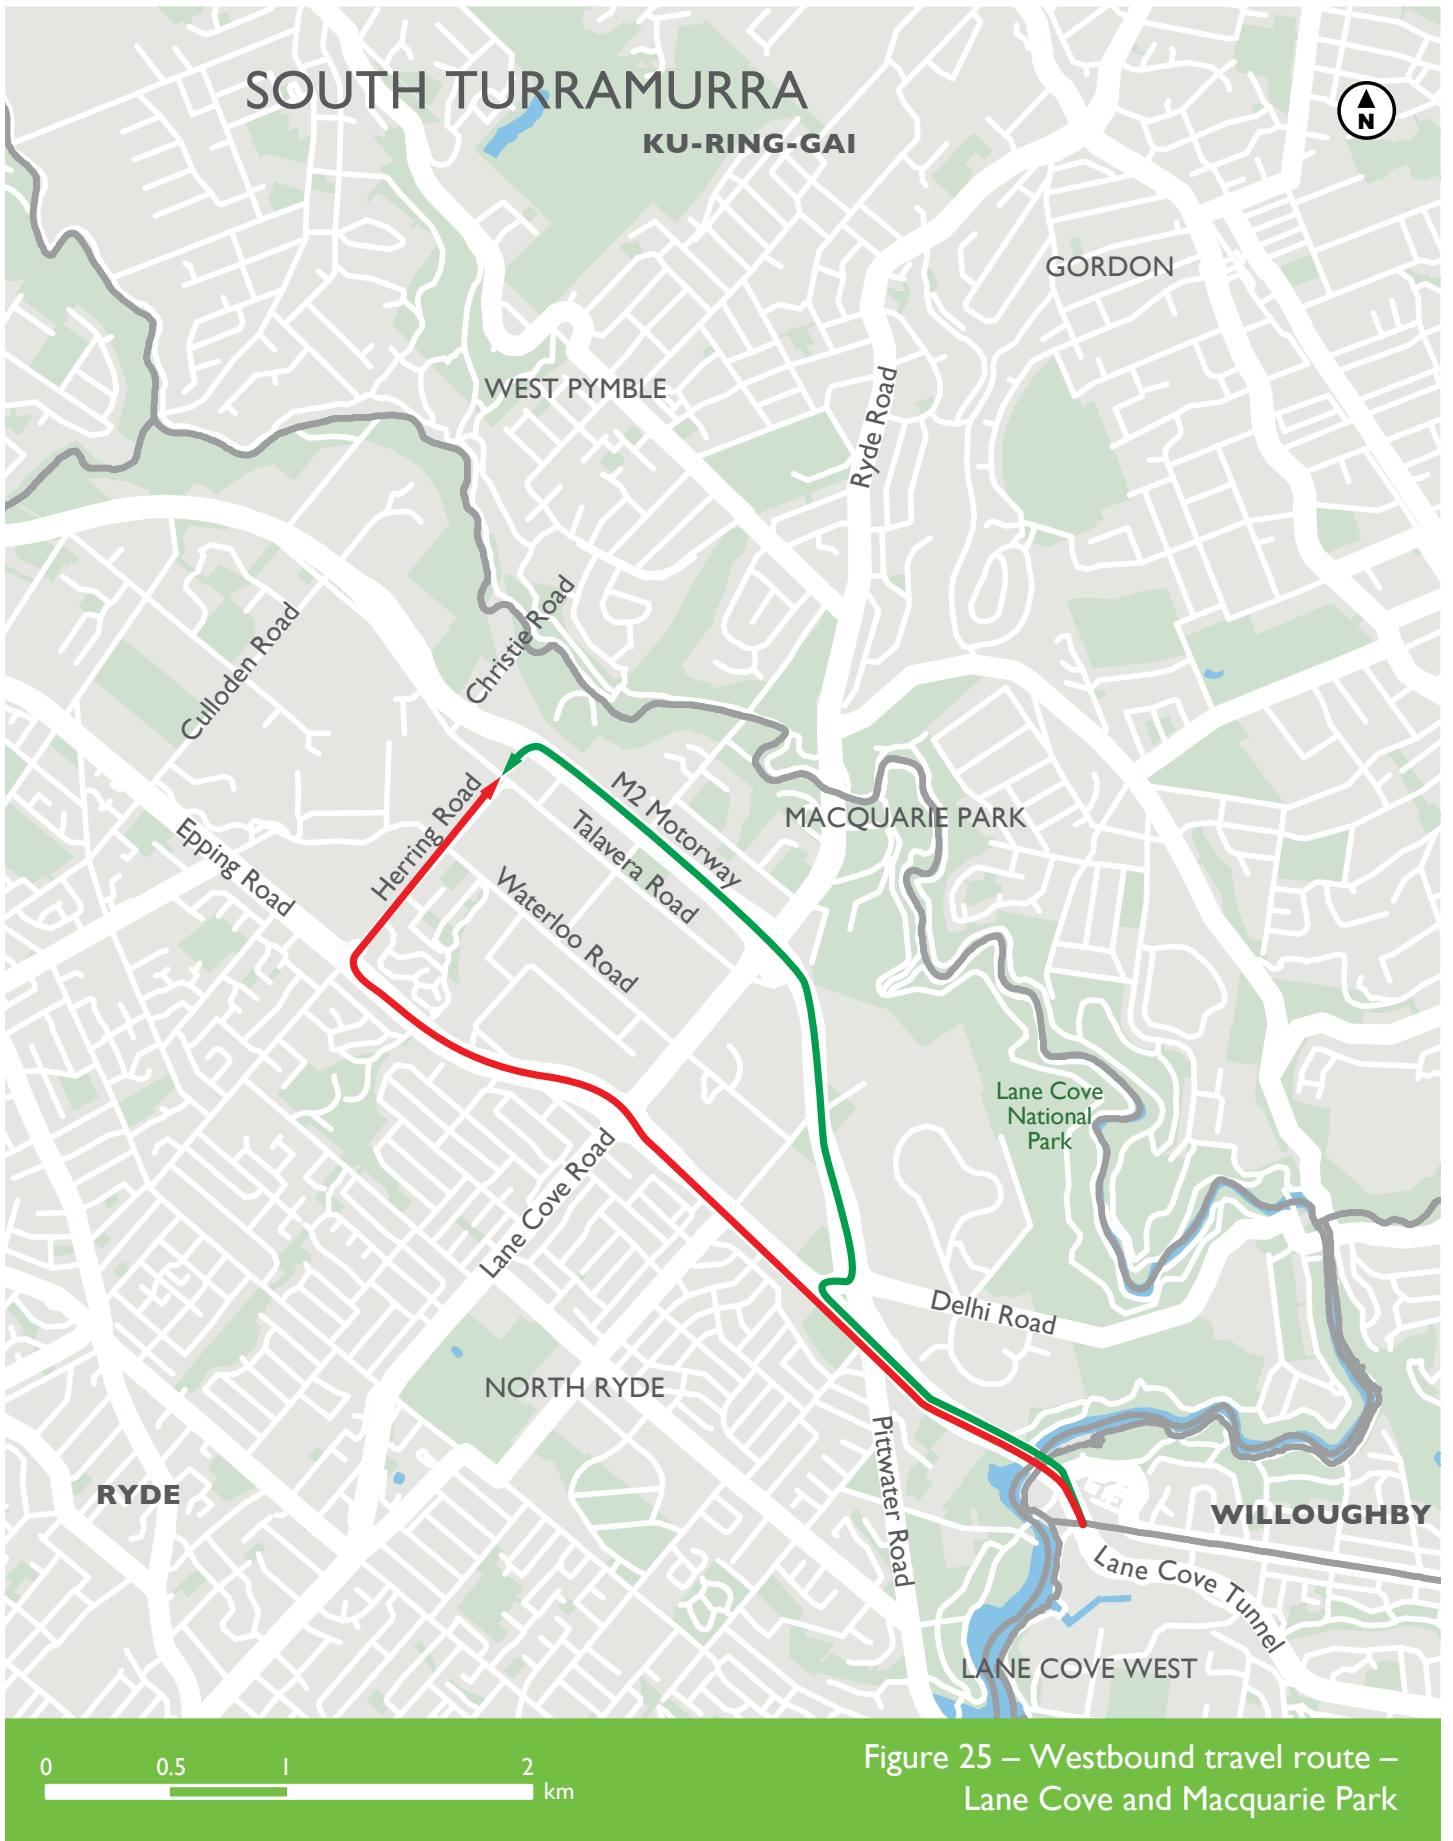 SOUTH TURRAMURRA
KU-RING-GAI
N
GORDON
WEST PYMBLE
Ryde Road
Christie Road
Culloden Road
M2 Motorway
Herring Road
MACQUARIE PARK
Talavera Road
Epping Road
Waterloo Road
Lane Cove
National
Park
Lane Cove Road
Delhi Road
NORTH RYDE
Pittwater Road
RYDE
WILLOUGHBY
Lane Cove Tunnel
LANE COVE WEST
0 0.5 1 2
km
Figure 25 – Westbound travel route –
Lane Cove and Macquarie Park